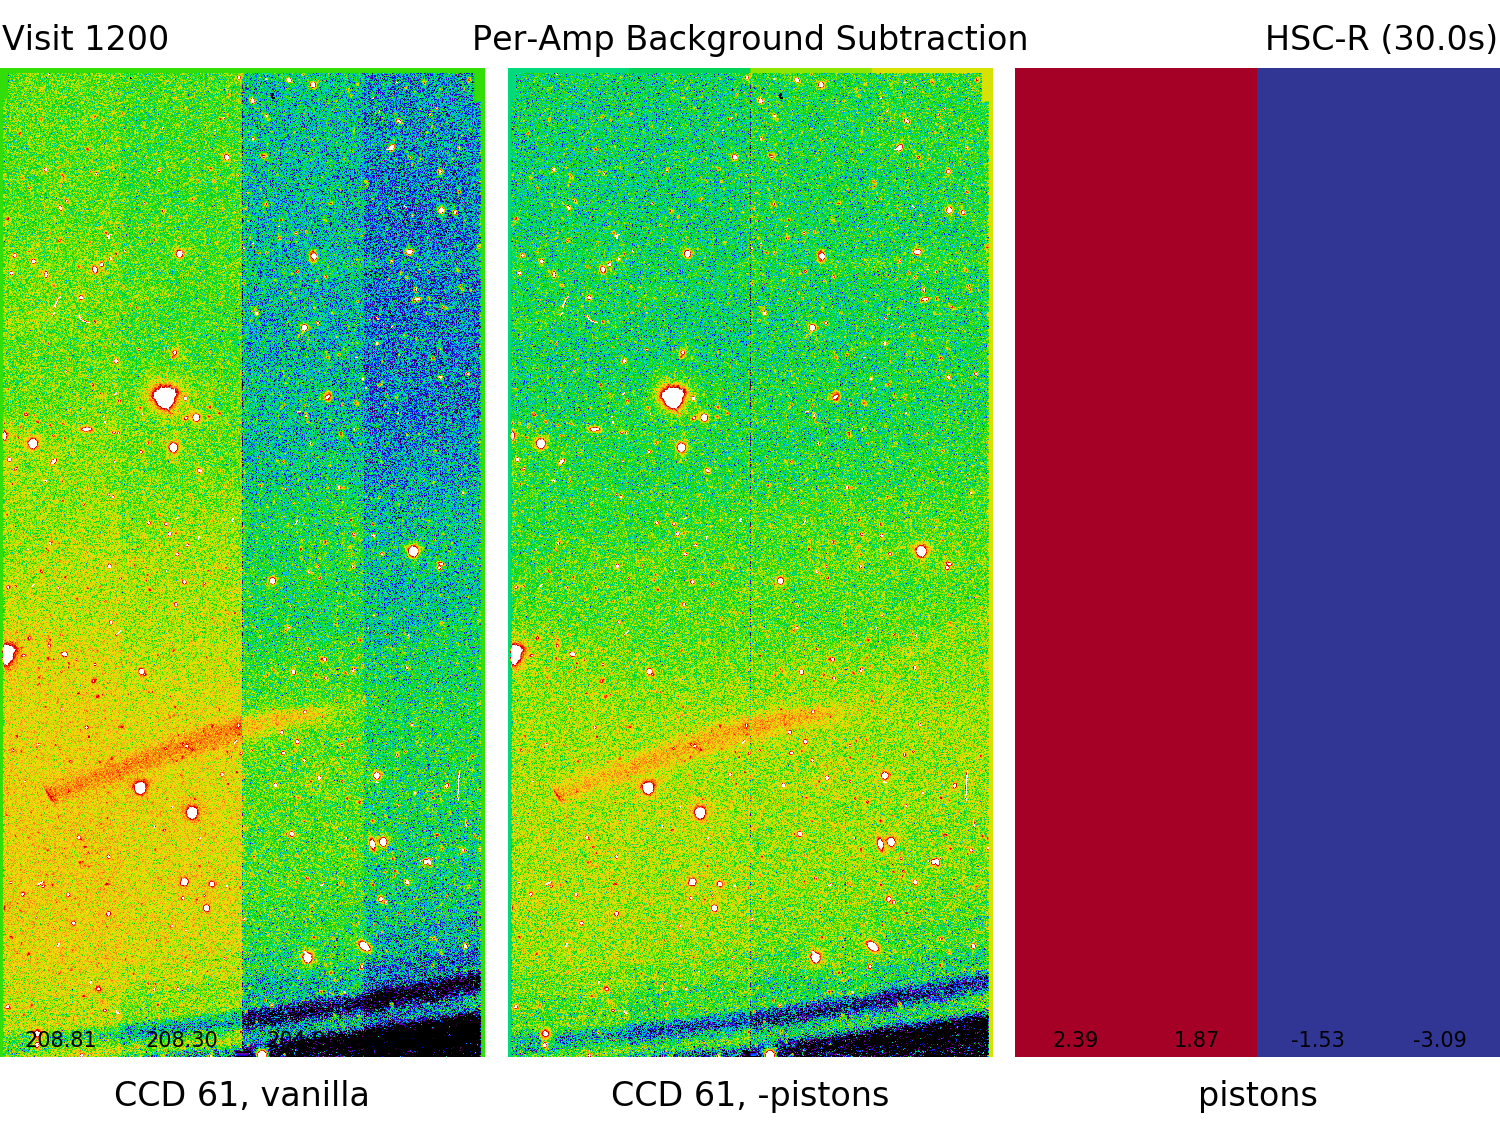 Visit 1200
Per-Amp Background Subtraction
HSC-R (30.0s)
208.81 208.30
2.39 1.87 -1.53 -3.09
CCD 61, vanilla
CCD 61, -pistons
pistons